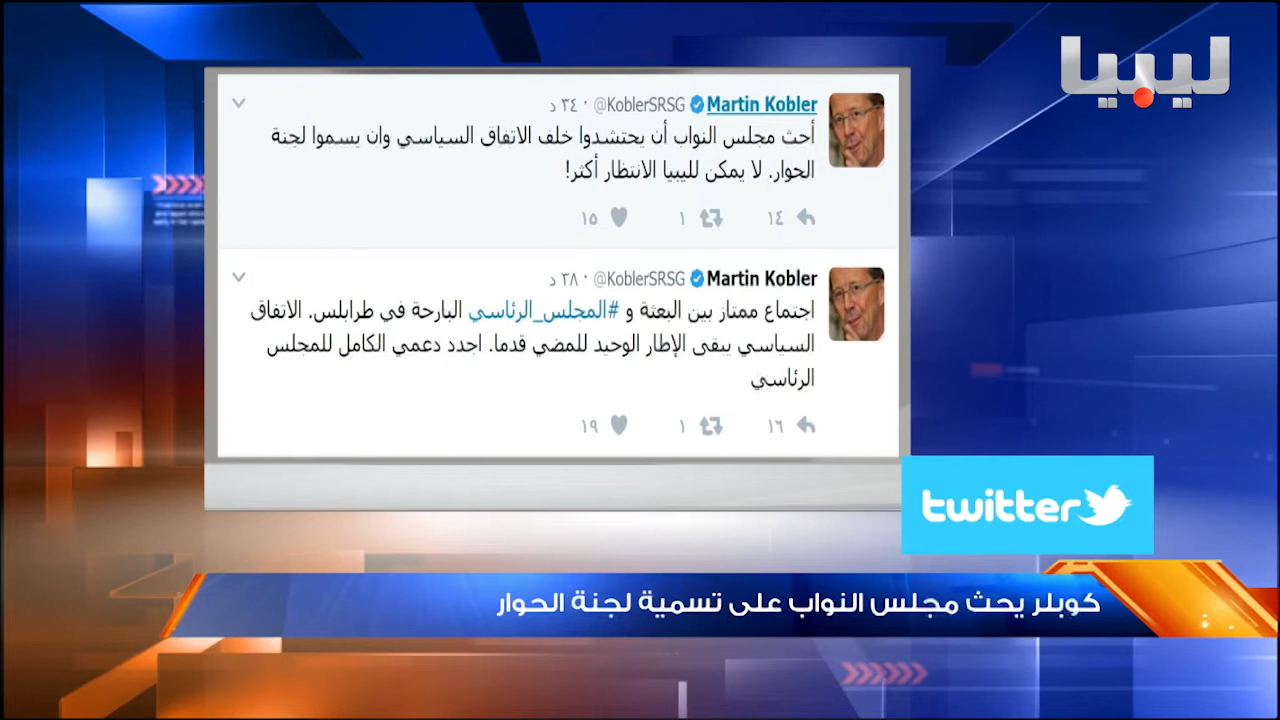 ليبيا
Martin Kobler @KoblerSRSG · ٣٤ د
أحث مجلس النواب أن يحتشدوا خلف الاتفاق السياسي وان يسموا لجنة
الحوار. لا يمكن لليبيا الانتظار أكثر!
١٤ ١ ١٥
Martin Kobler @KoblerSRSG · ٣٨ د
اجتماع ممتاز بين البعثة و #المجلس_الرئاسي البارحة في طرابلس. الاتفاق
السياسي يبقى الإطار الوحيد للمضي قدما. اجدد دعمي الكامل للمجلس
الرئاسي
١٦ ١ ١٩
twitter
كوبلر يحث مجلس النواب على تسمية لجنة الحوار